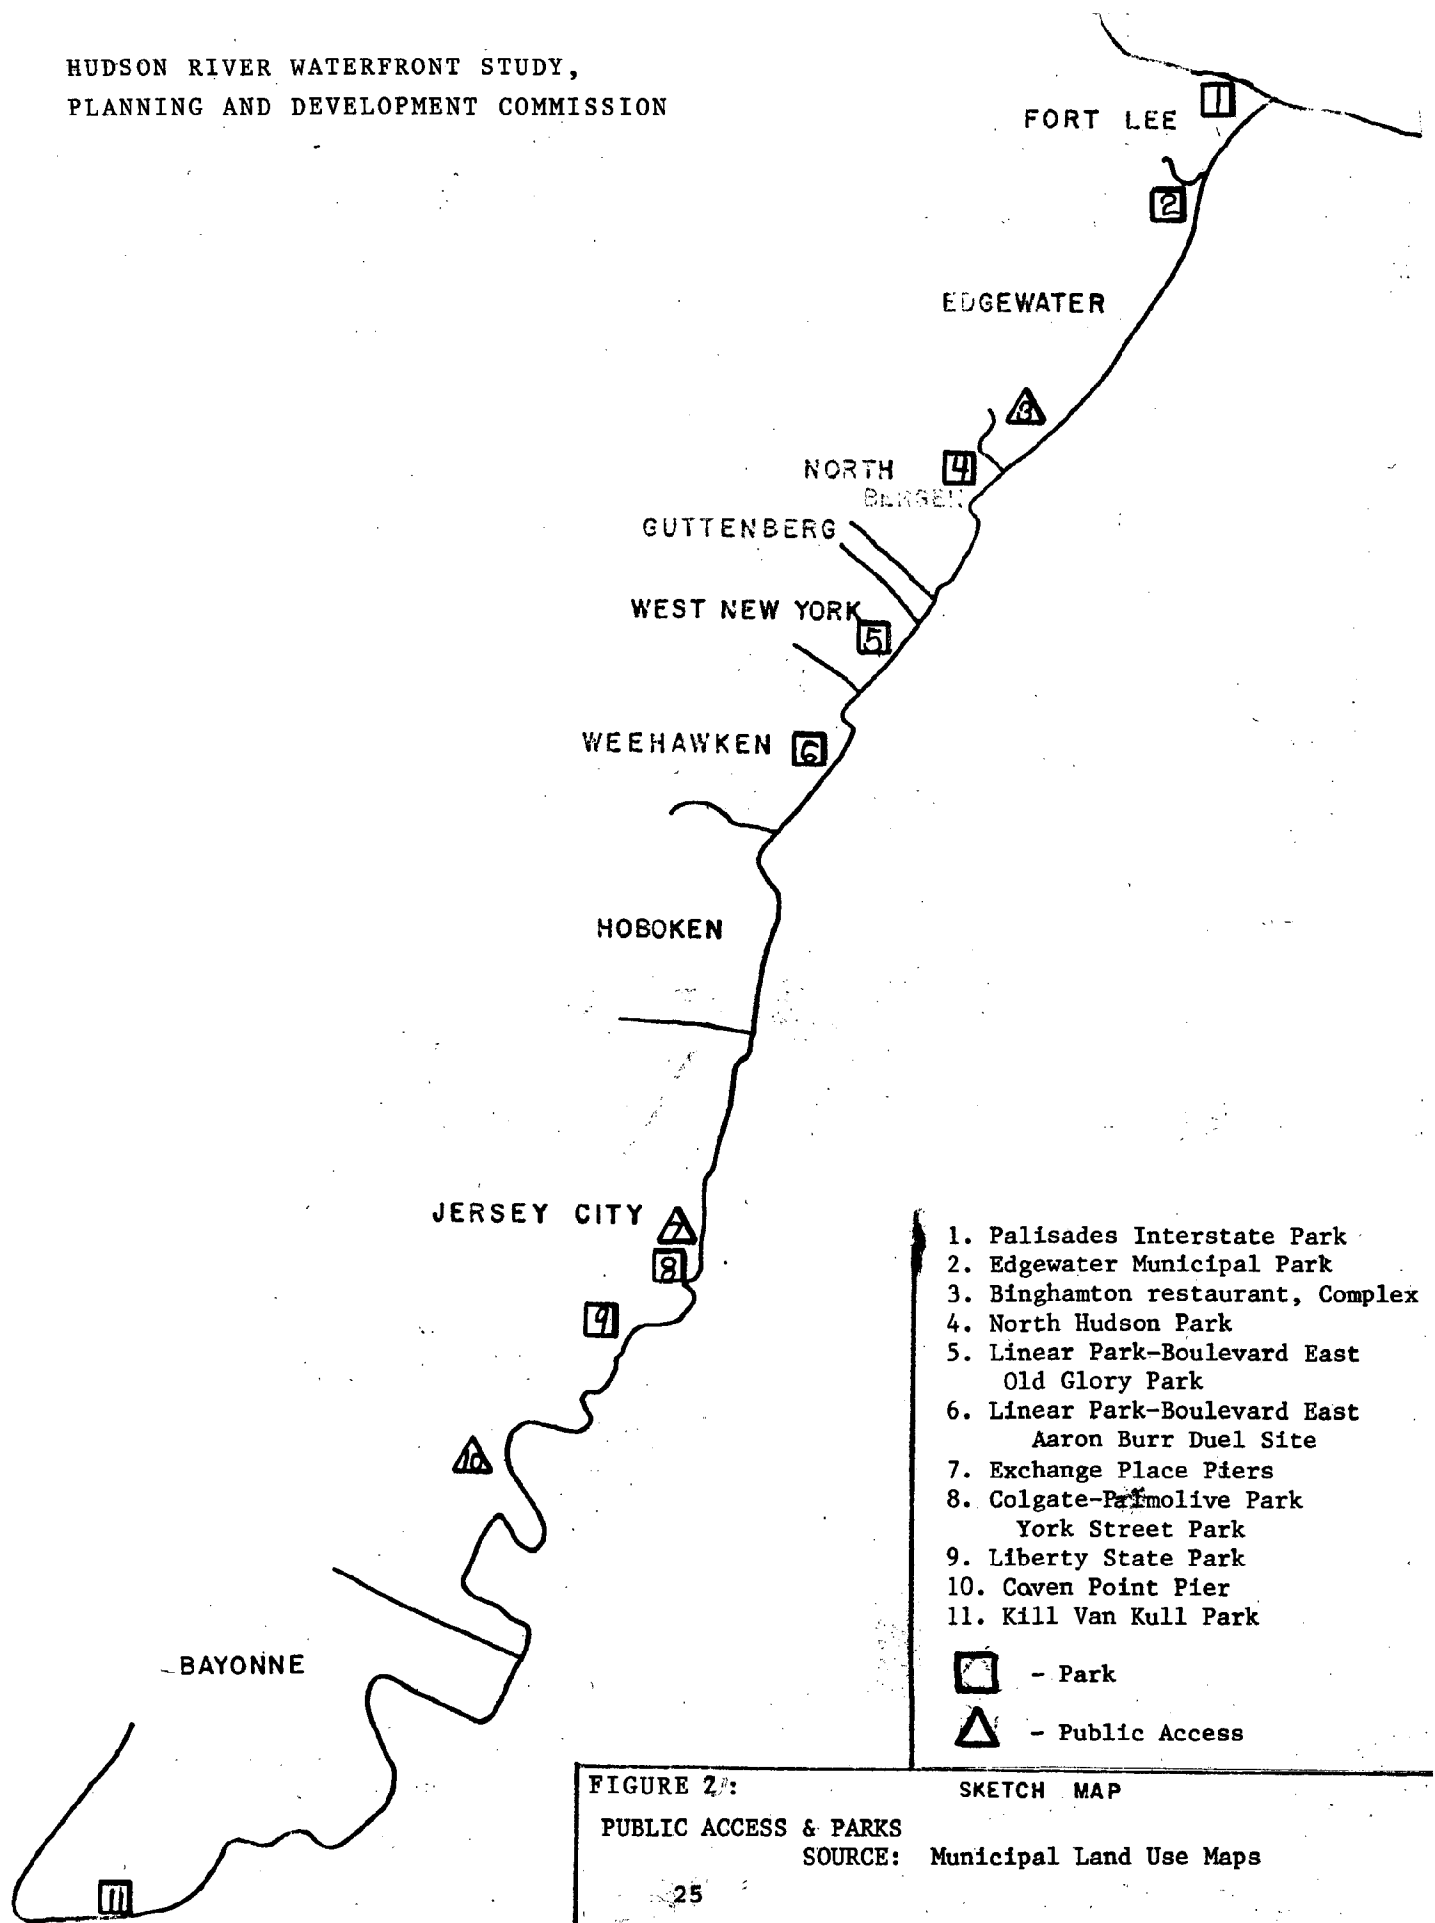 HUDSON RIVER WATERFRONT STUDY,
PLANNING AND DEVELOPMENT COMMISSION
FORT LEE
1
2
EDGEWATER
3
NORTH
4
BERGEN
GUTTENBERG
WEST NEW YORK
5
WEEHAWKEN
6
HOBOKEN
JERSEY CITY
7
8
9
10
BAYONNE
11
1. Palisades Interstate Park
2. Edgewater Municipal Park
3. Binghamton restaurant, Complex
4. North Hudson Park
5. Linear Park-Boulevard East
Old Glory Park
6. Linear Park-Boulevard East
Aaron Burr Duel Site
7. Exchange Place Piers
8. Colgate-Palmolive Park
York Street Park
9. Liberty State Park
10. Caven Point Pier
11. Kill Van Kull Park
- Park
- Public Access
FIGURE 2:
SKETCH MAP
PUBLIC ACCESS & PARKS
SOURCE: Municipal Land Use Maps
25